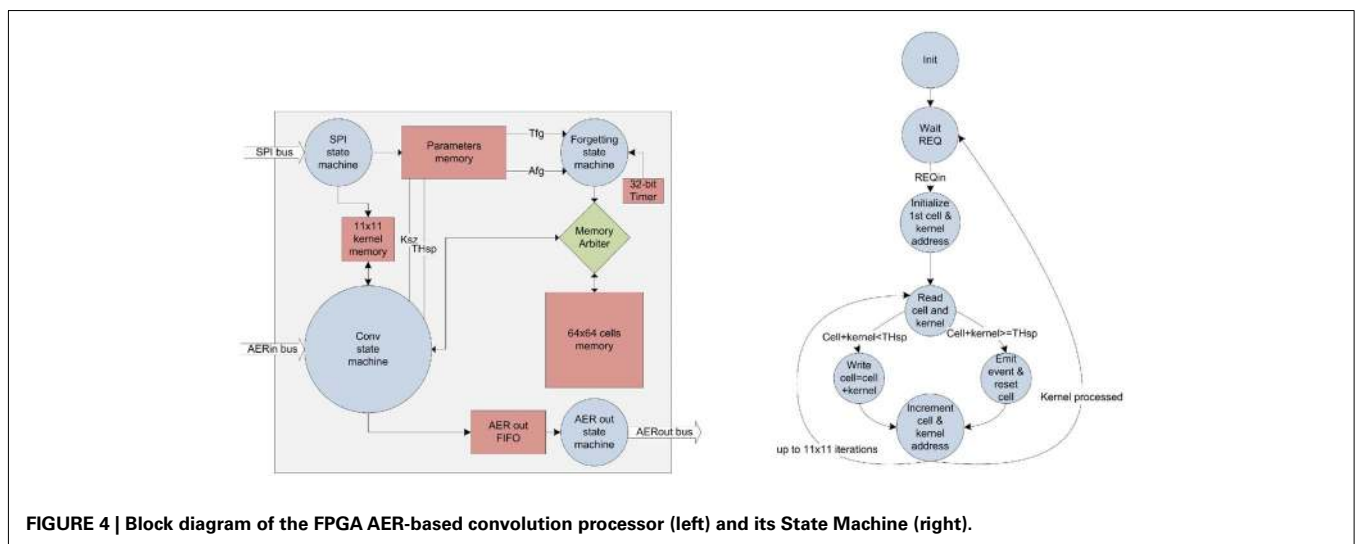 SPI bus
SPI
state
machine
Parameters
memory
Tfg
Afg
Forgetting
state
machine
32-bit
Timer
11x11
kernel
memory
Ksz
THsp
Memory
Arbiter
AERin bus
Conv
state
machine
64x64 cells
memory
AER out
FIFO
AER out
state
machine
AERout bus
Init
Wait
REQ
REQin
Initialize
1st cell &
kernel
address
Read
cell and
kernel
Cell+kernel<THsp
Cell+kernel>=THsp
Write
cell=cell
+kernel
Emit
event &
reset
cell
Kernel processed
Increment
cell &
kernel
address
up to 11x11 iterations
FIGURE 4 | Block diagram of the FPGA AER-based convolution processor (left) and its State Machine (right).